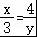 x/3 = 4/y